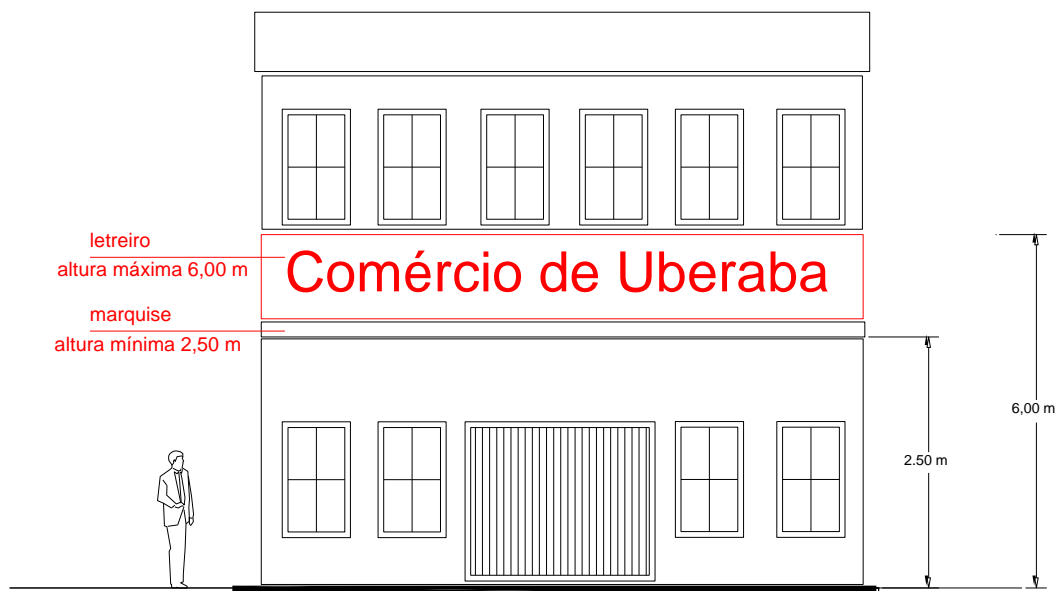 letreiro
altura máxima 6,00 m
Comércio de Uberaba
marquise
altura mínima 2,50 m
6,00 m
2.50 m